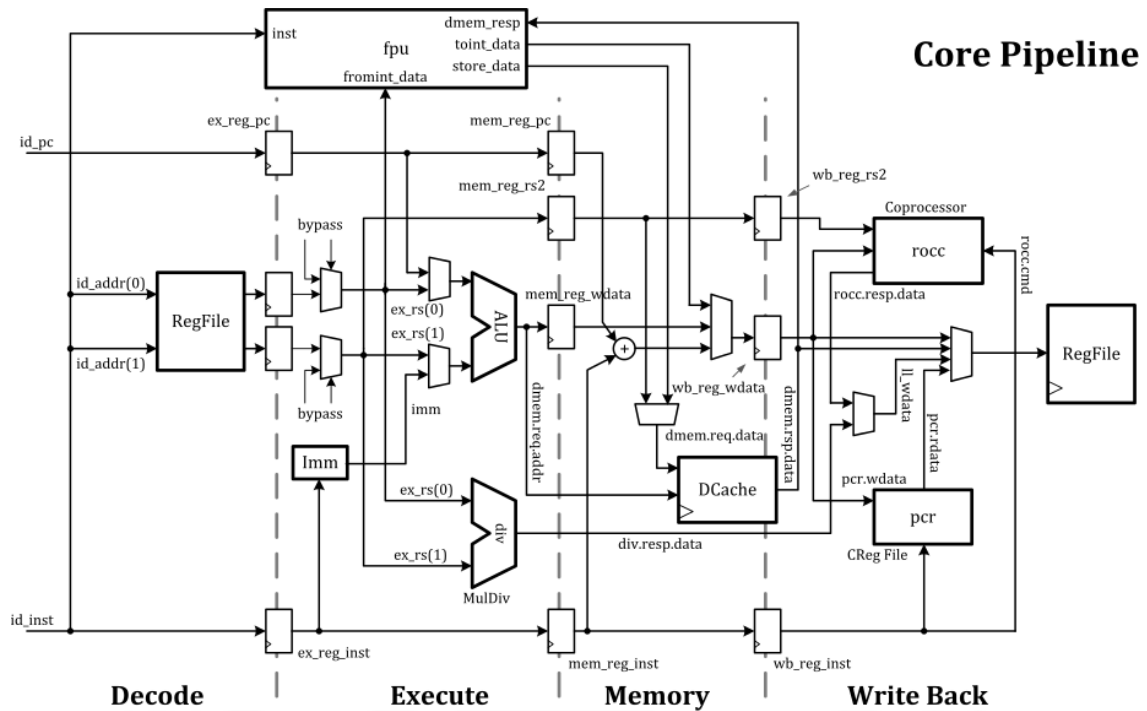 Core Pipeline
dmem_resp
inst
toint_data
fpu
store_data
fromint_data
ex_reg_pc
mem_reg_pc
id_pc
mem_reg_rs2
wb_reg_rs2
Coprocessor
bypass
rocc
rocc.cmd
id_addr(0)
RegFile
ex_rs(0)
ALU
mem_reg_wdata
rocc.resp.data
ex_rs(1)
+
RegFile
id_addr(1)
wb_reg_wdata
ll_wdata
bypass
imm
dmem.req.addr
dmem.req.data
dmem.rsp.data
pcr.rdata
Imm
DCache
pcr.wdata
ex_rs(0)
div
pcr
div.resp.data
CReg File
ex_rs(1)
MulDiv
id_inst
ex_reg_inst
mem_reg_inst
wb_reg_inst
Decode
Execute
Memory
Write Back